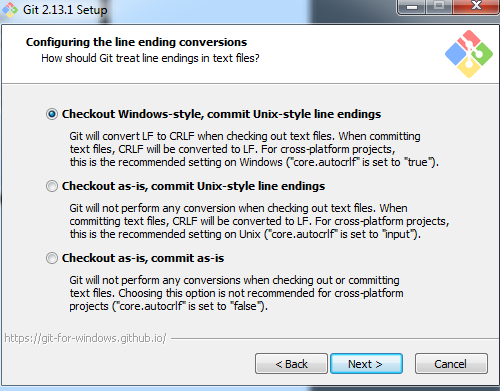 Git 2.13.1 Setup
Configuring the line ending conversions
How should Git treat line endings in text files?
Checkout Windows-style, commit Unix-style line endings
Git will convert LF to CRLF when checking out text files. When committing
text files, CRLF will be converted to LF. For cross-platform projects,
this is the recommended setting on Windows ("core.autocrlf" is set to "true").
Checkout as-is, commit Unix-style line endings
Git will not perform any conversion when checking out text files. When
committing text files, CRLF will be converted to LF. For cross-platform projects,
this is the recommended setting on Unix ("core.autocrlf" is set to "input").
Checkout as-is, commit as-is
Git will not perform any conversions when checking out or committing
text files. Choosing this option is not recommended for cross-platform
projects ("core.autocrlf" is set to "false").
https://git-for-windows.github.io/
< Back Next > Cancel